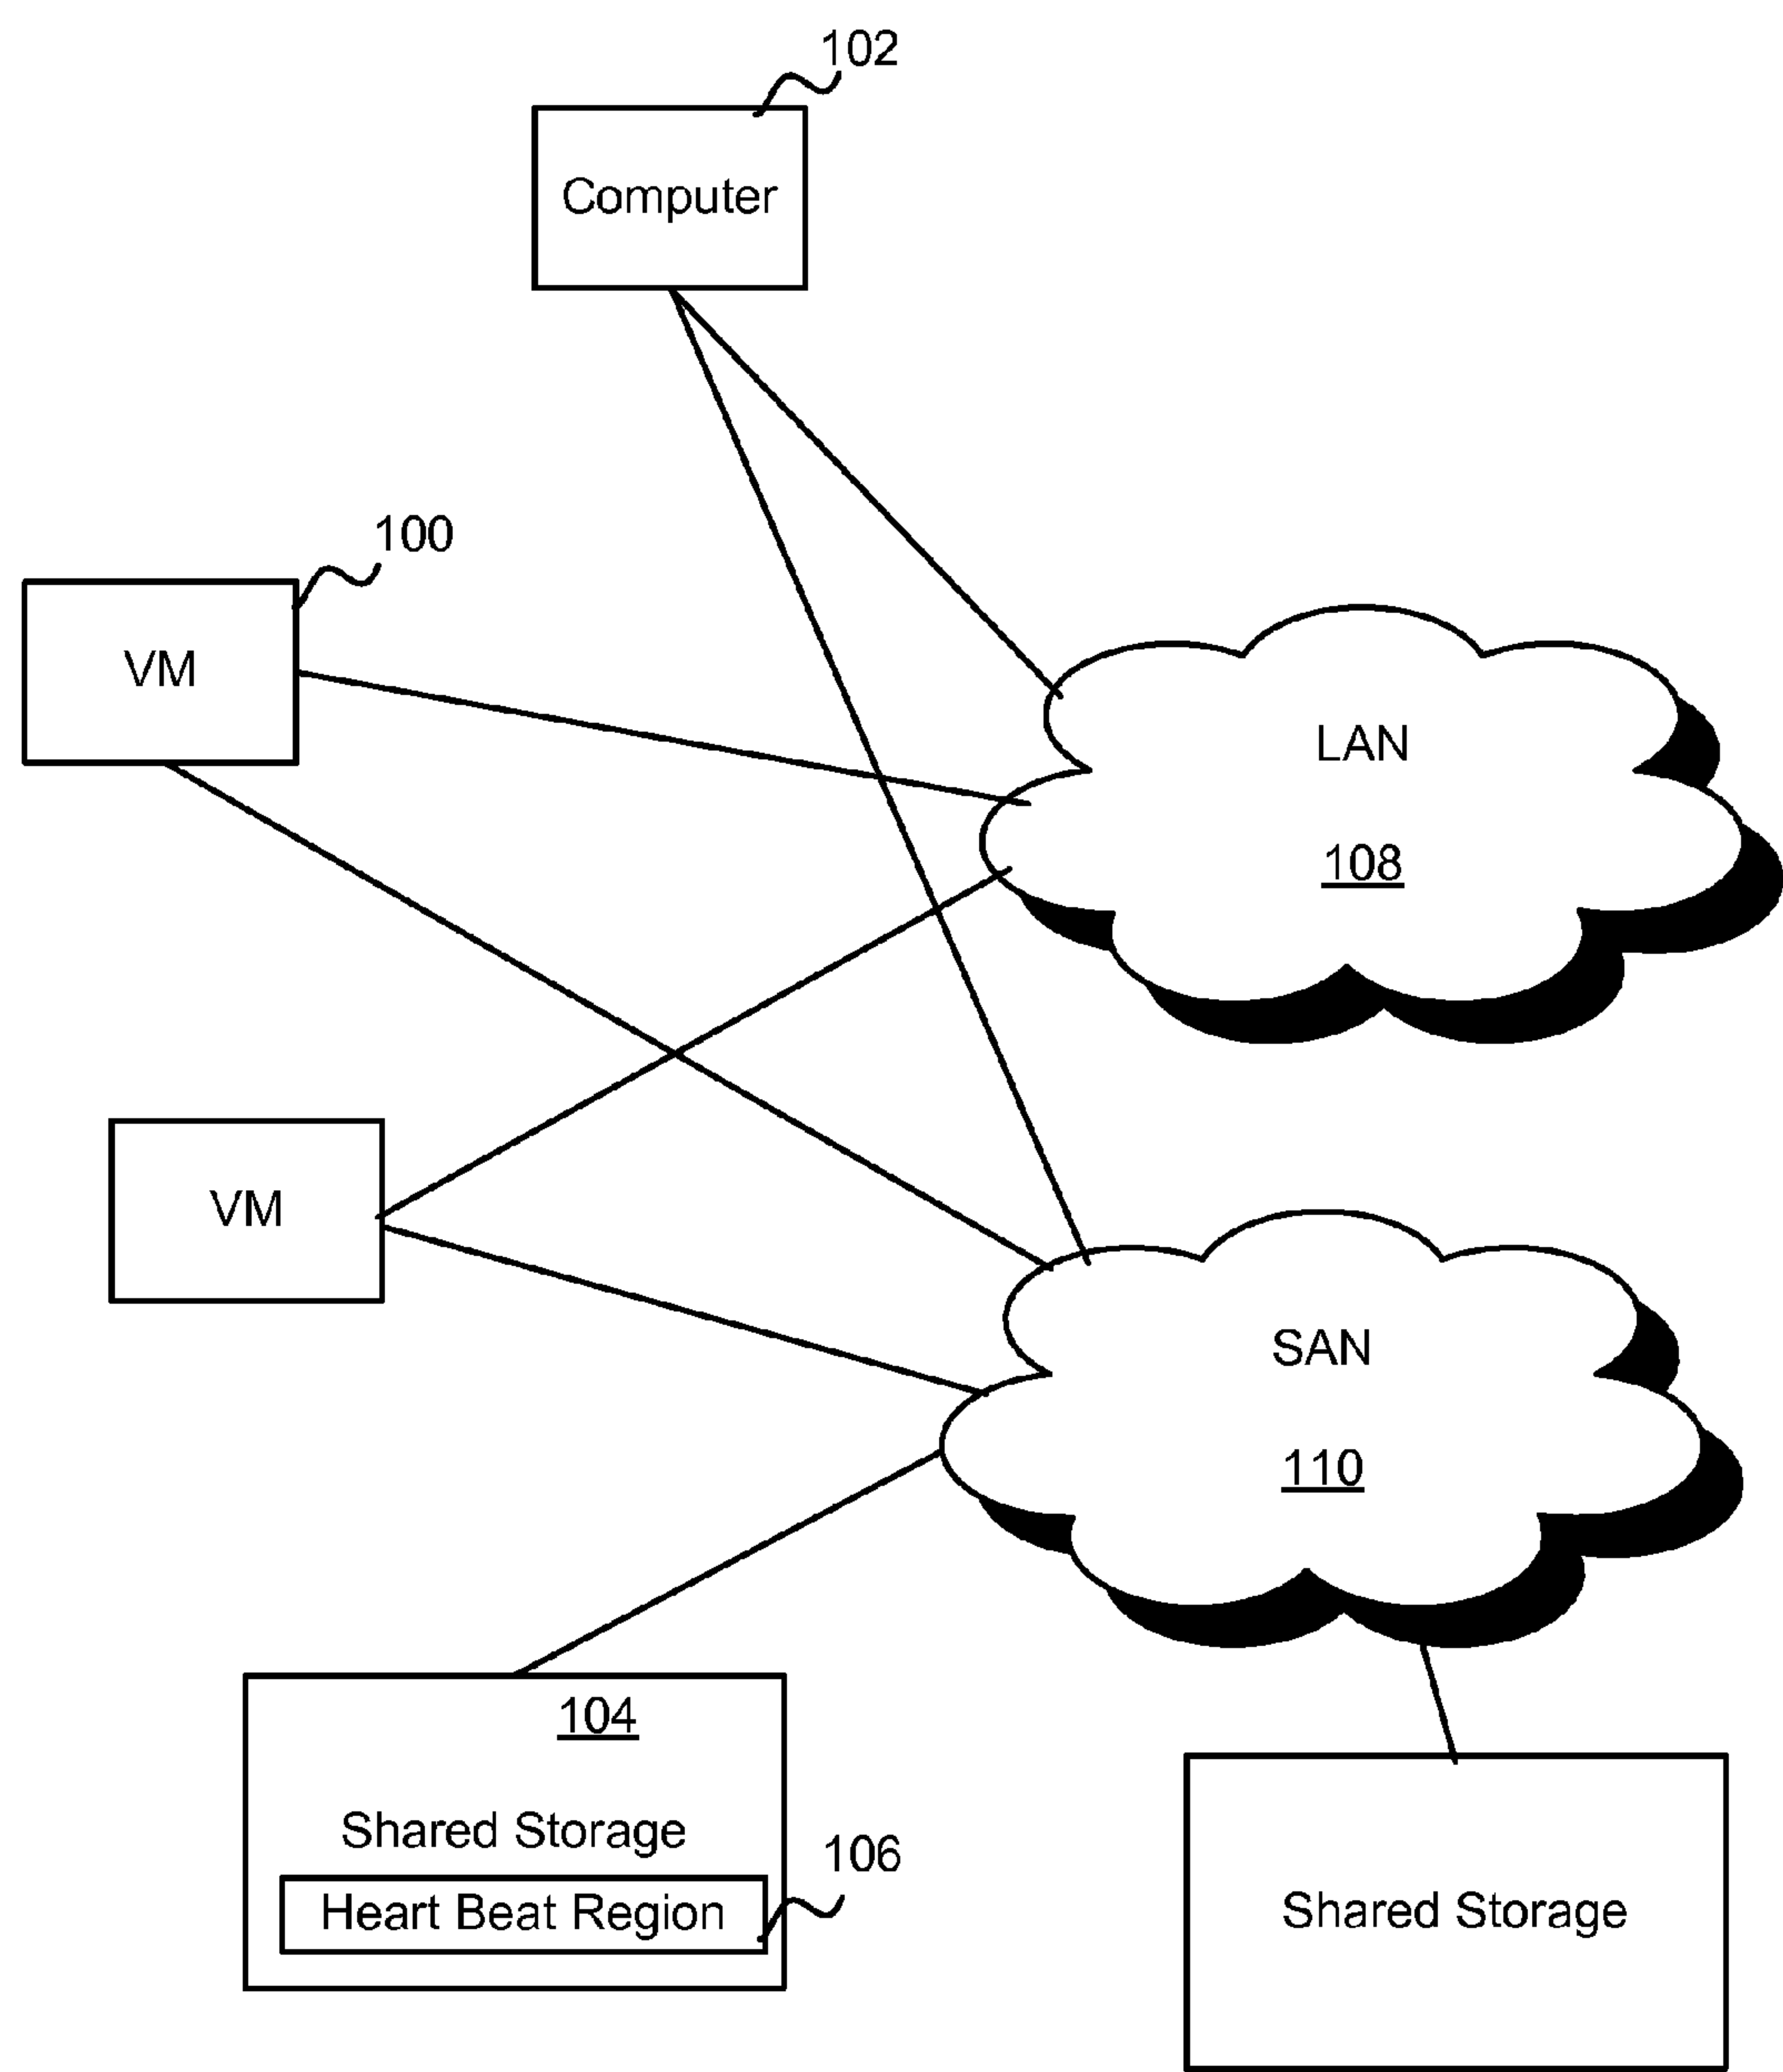 102
Computer
100
VM
LAN
108
VM
SAN
110
104
Shared Storage
106
Heart Beat Region
Shared Storage